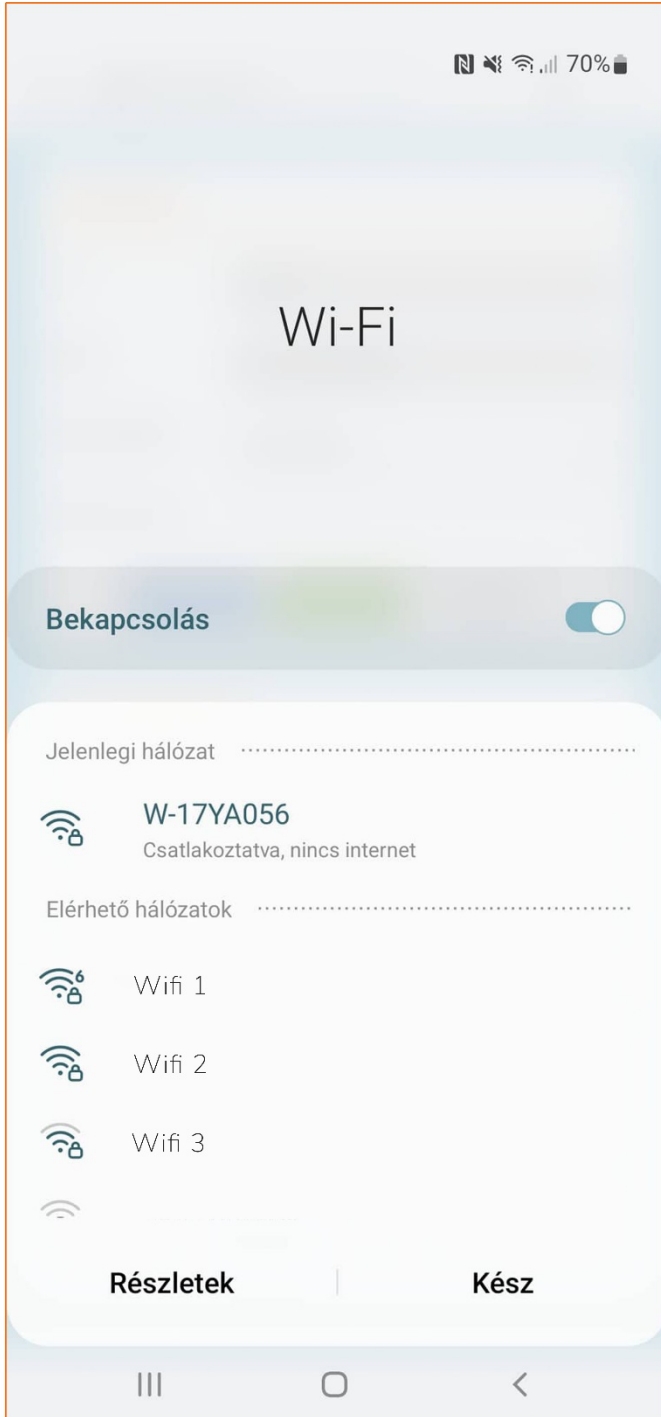 70%
Wi-Fi
Bekapcsolás
Jelenlegi hálózat
W-17YA056
Csatlakoztatva, nincs internet
Elérhető hálózatok
6
Wifi 1
Wifi 2
Wifi 3
Részletek Kész